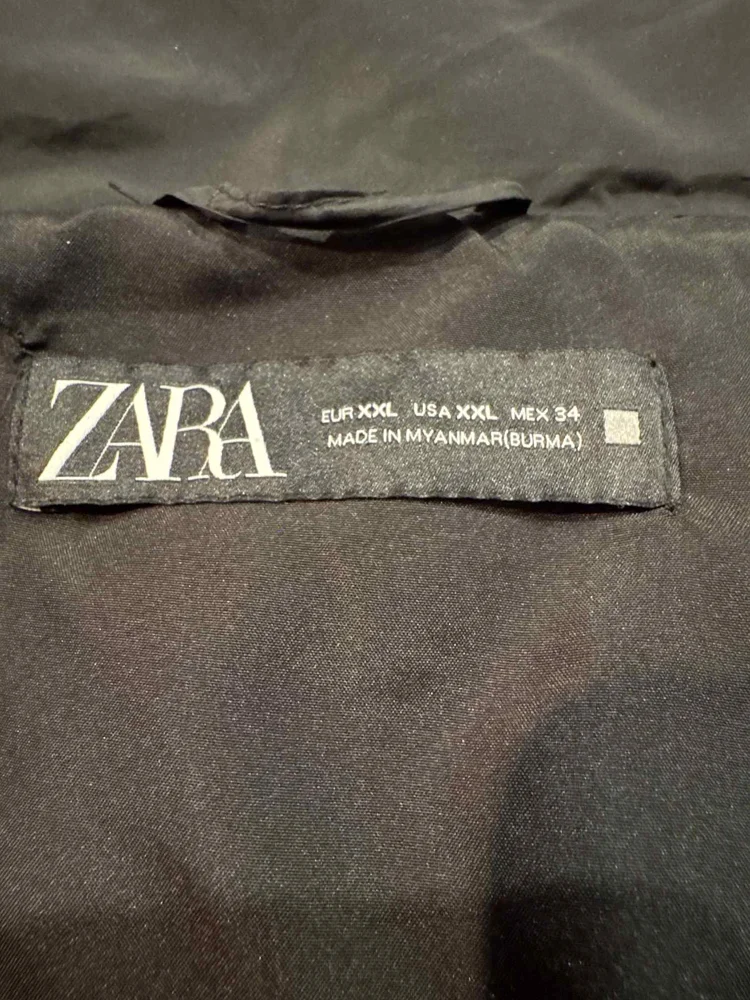 ZARA
EUR XXL USA XXL MEX 34
MADE IN MYANMAR(BURMA)